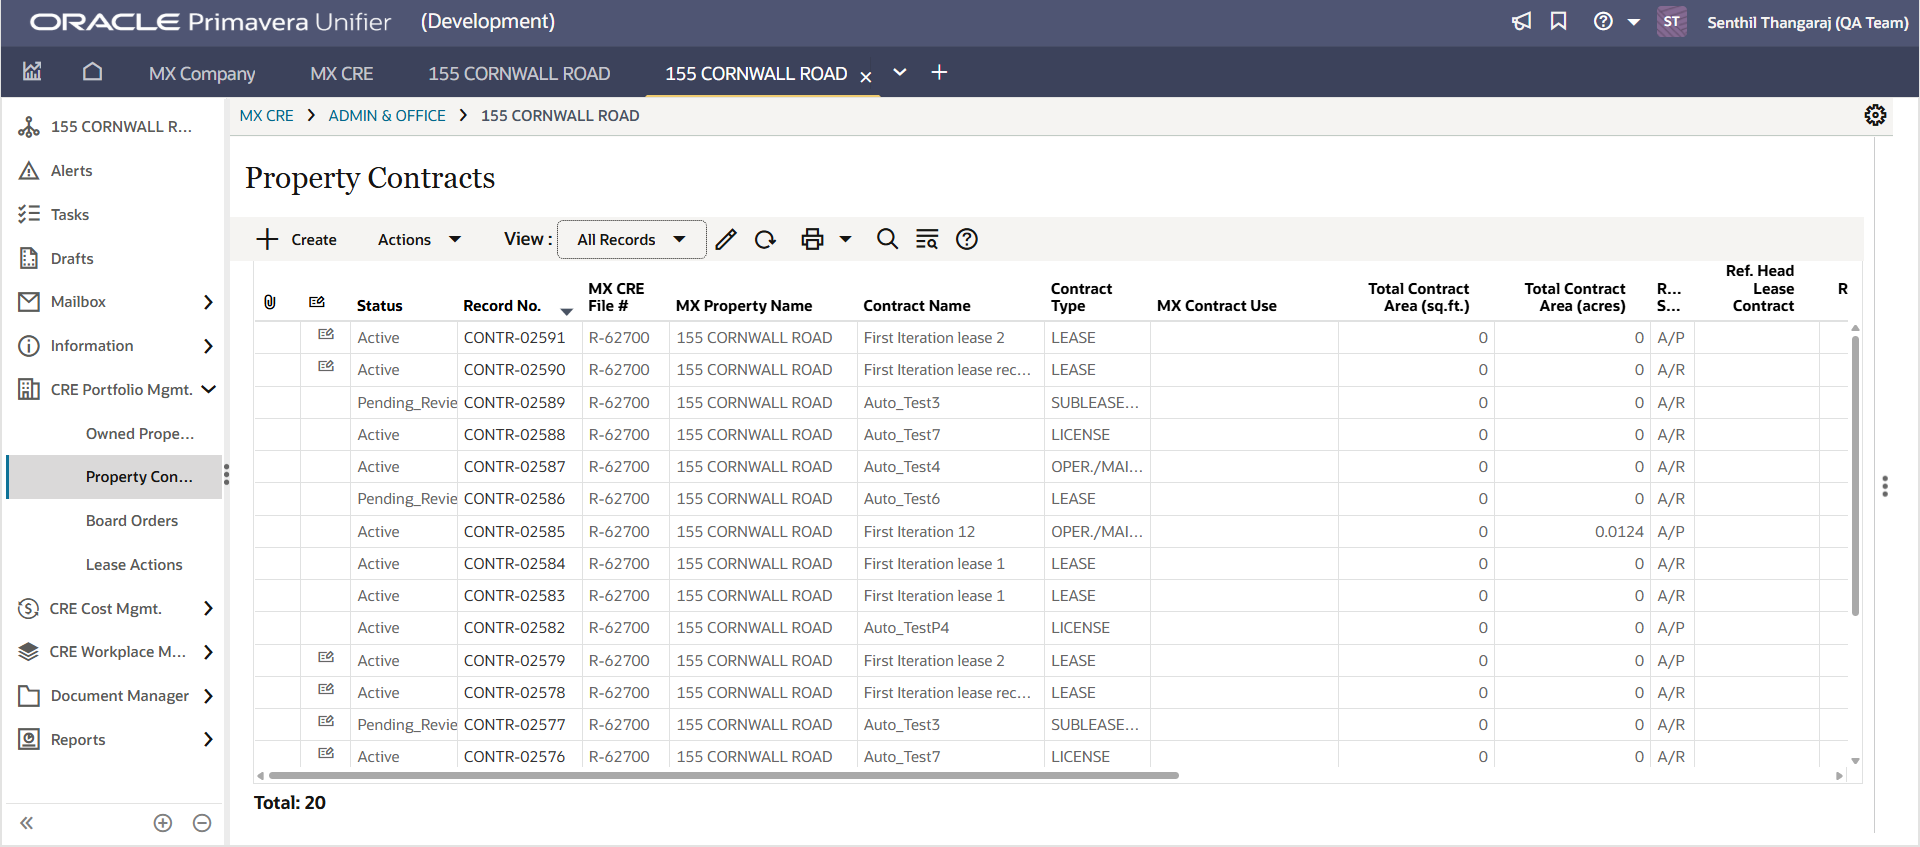 ORACLE Primavera Unifier (Development) ST Senthil Thangaraj (QA Team)
MX Company MX CRE 155 CORNWALL ROAD 155 CORNWALL ROAD
155 CORNWALL R...
Alerts
Tasks
Drafts
Mailbox
Information
CRE Portfolio Mgmt.
Owned Prope...
Property Con...
Board Orders
Lease Actions
CRE Cost Mgmt.
CRE Workplace M...
Document Manager
Reports
MX CRE > ADMIN & OFFICE > 155 CORNWALL ROAD
Property Contracts
Create Actions View : All Records
Status Record No. MX CRE File # MX Property Name Contract Name Contract Type MX Contract Use Total Contract Area (sq.ft.) Total Contract Area (acres) R... S... Ref. Head Lease Contract R
Active CONTR-02591 R-62700 155 CORNWALL ROAD First Iteration lease 2 LEASE 0 0 A/P
Active CONTR-02590 R-62700 155 CORNWALL ROAD First Iteration lease rec... LEASE 0 0 A/R
Pending_Revie CONTR-02589 R-62700 155 CORNWALL ROAD Auto_Test3 SUBLEASE... 0 0 A/R
Active CONTR-02588 R-62700 155 CORNWALL ROAD Auto_Test7 LICENSE 0 0 A/R
Active CONTR-02587 R-62700 155 CORNWALL ROAD Auto_Test4 OPER./MAI... 0 0 A/R
Pending_Revie CONTR-02586 R-62700 155 CORNWALL ROAD Auto_Test6 LEASE 0 0 A/R
Active CONTR-02585 R-62700 155 CORNWALL ROAD First Iteration 12 OPER./MAI... 0 0.0124 A/P
Active CONTR-02584 R-62700 155 CORNWALL ROAD First Iteration lease 1 LEASE 0 0 A/R
Active CONTR-02583 R-62700 155 CORNWALL ROAD First Iteration lease 1 LEASE 0 0 A/R
Active CONTR-02582 R-62700 155 CORNWALL ROAD Auto_TestP4 LICENSE 0 0 A/P
Active CONTR-02579 R-62700 155 CORNWALL ROAD First Iteration lease 2 LEASE 0 0 A/P
Active CONTR-02578 R-62700 155 CORNWALL ROAD First Iteration lease rec... LEASE 0 0 A/R
Pending_Revie CONTR-02577 R-62700 155 CORNWALL ROAD Auto_Test3 SUBLEASE... 0 0 A/R
Active CONTR-02576 R-62700 155 CORNWALL ROAD Auto_Test7 LICENSE 0 0 A/R
Total: 20